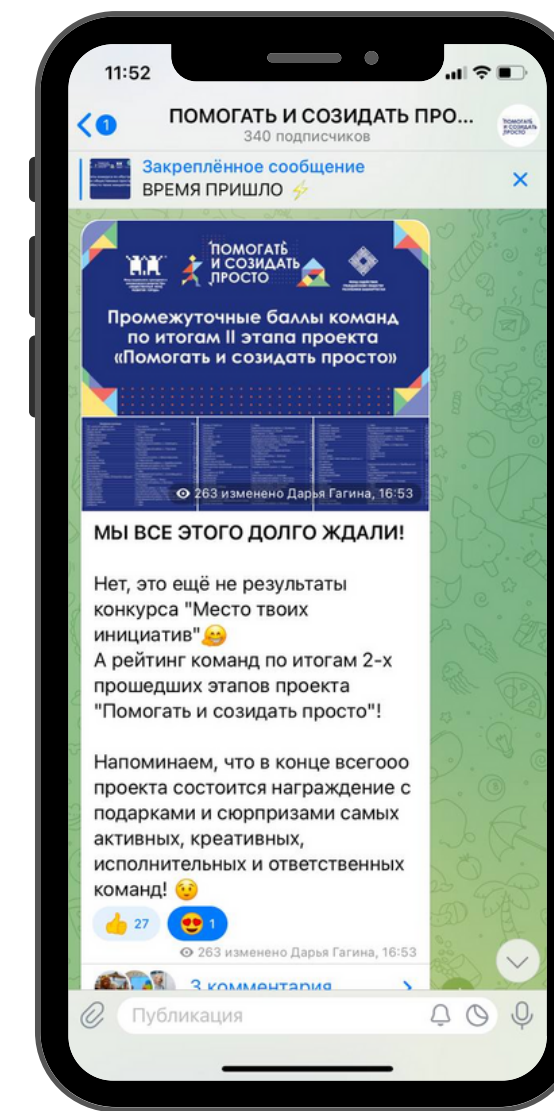 11:52
1
ПОМОГАТЬ И СОЗИДАТЬ ПРО...
340 подписчиков
ПОМОГАТЬ
И СОЗИДАТЬ
ПРОСТО
Закреплённое сообщение
ВРЕМЯ ПРИШЛО ⚡
ПОМОГАТЬ
И СОЗИДАТЬ
ПРОСТО
Промежуточные баллы команд
по итогам II этапа проекта
«Помогать и созидать просто»
263 изменено Дарья Гагина, 16:53
МЫ ВСЕ ЭТОГО ДОЛГО ЖДАЛИ!
Нет, это ещё не результаты
конкурса "Место твоих
инициатив"🤗
А рейтинг команд по итогам 2-х
прошедших этапов проекта
"Помогать и созидать просто"!
Напоминаем, что в конце всегооо
проекта состоится награждение с
подарками и сюрпризами самых
активных, креативных,
исполнительных и ответственных
команд! 😉
👍 27 😍 1
263 изменено Дарья Гагина, 16:53
3 комментария
Публикация